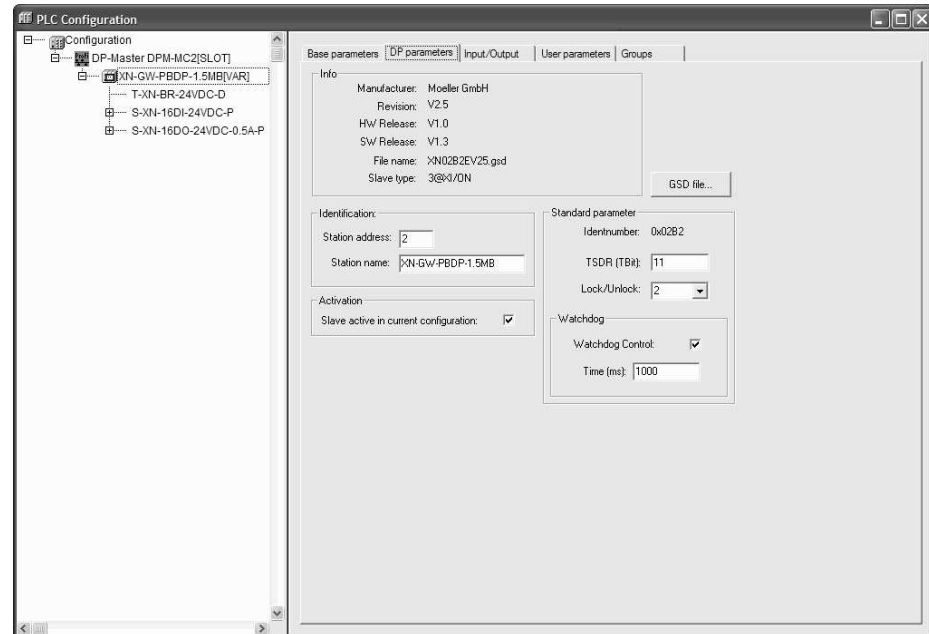 PLC Configuration
Configuration
DP-Master DPM-MC2[SLOT]
XN-GW-PBDP-1.5MB[VAR]
T-XN-BR-24VDC-D
S-XN-16DI-24VDC-P
S-XN-16DO-24VDC-0.5A-P
Base parameters DP parameters Input/Output User parameters Groups
Info
Manufacturer: Moeller GmbH
Revision: V2.5
HW Release: V1.0
SW Release: V1.3
File name: XN02B2EV25.gsd
Slave type: 3@XI/ON
GSD file...
Identification:
Station address: 2
Station name: XN-GW-PBDP-1.5MB
Activation
Slave active in current configuration:
Standard parameter
Identnumber: 0x02B2
TSDR (TBit): 11
Lock/Unlock: 2
Watchdog
Watchdog Control:
Time (ms): 1000